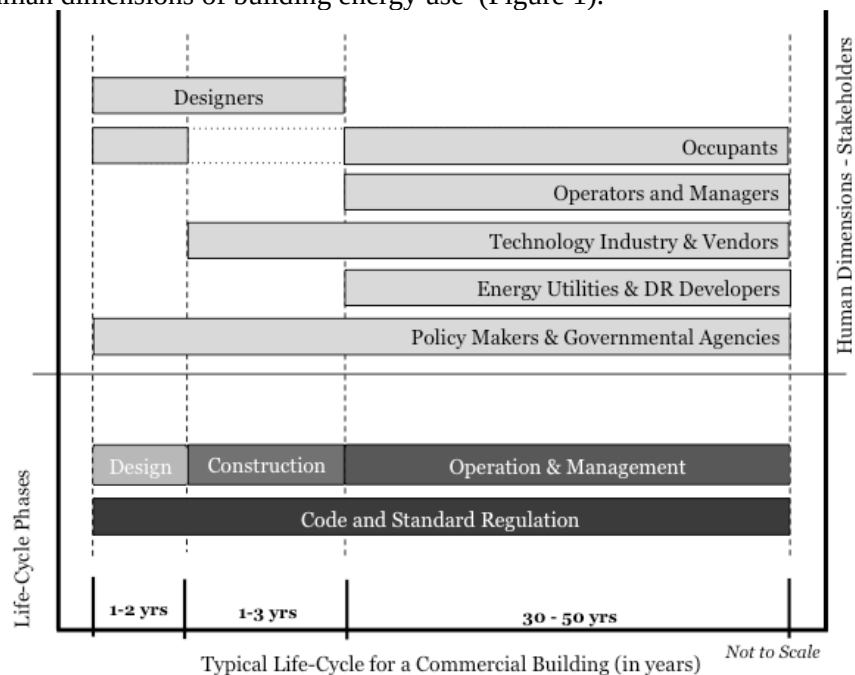 man dimensions of building energy use' (Figure 1).
Designers
Occupants
Operators and Managers
Technology Industry & Vendors
Energy Utilities & DR Developers
Policy Makers & Governmental Agencies
Human Dimensions - Stakeholders
Design
Construction
Operation & Management
Code and Standard Regulation
Life-Cycle Phases
1-2 yrs
1-3 yrs
30 - 50 yrs
Not to Scale
Typical Life-Cycle for a Commercial Building (in years)